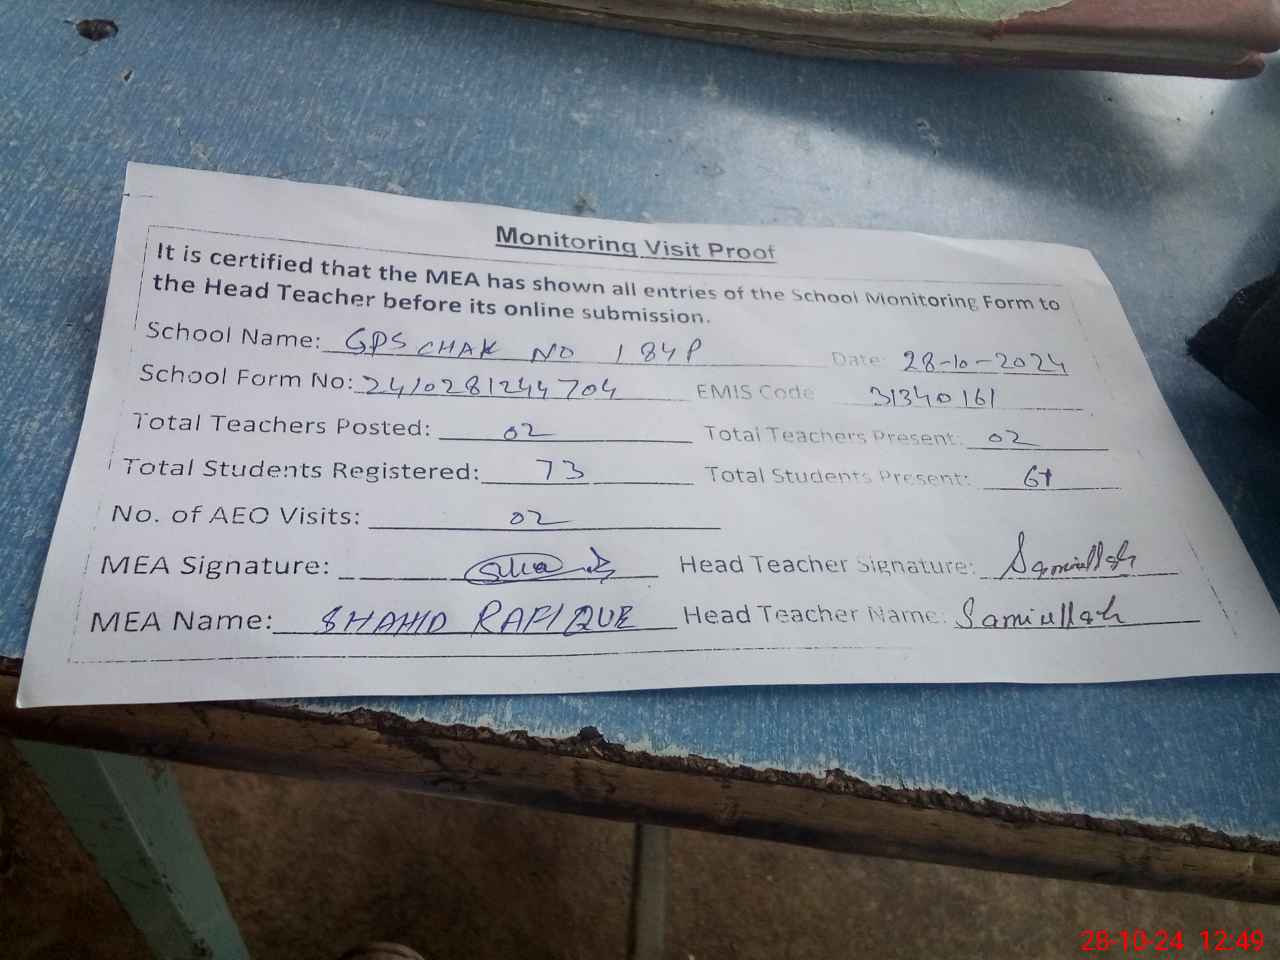 Monitoring Visit Proof
It is certified that the MEA has shown all entries of the School Monitoring Form to
the Head Teacher before its online submission.
School Name: GPS CHAK NO 184P Date: 28-10-2024
School Form No: 2410281244704 EMIS Code 31340161
Total Teachers Posted: 02 Total Teachers Present: 02
Total Students Registered: 73 Total Students Present:
No. of AEO Visits: 02
MEA Signature: Head Teacher Signature: Samiullah
MEA Name: SHAHID RAFIQUE Head Teacher Name: Samiullah
28-10-24 12:49